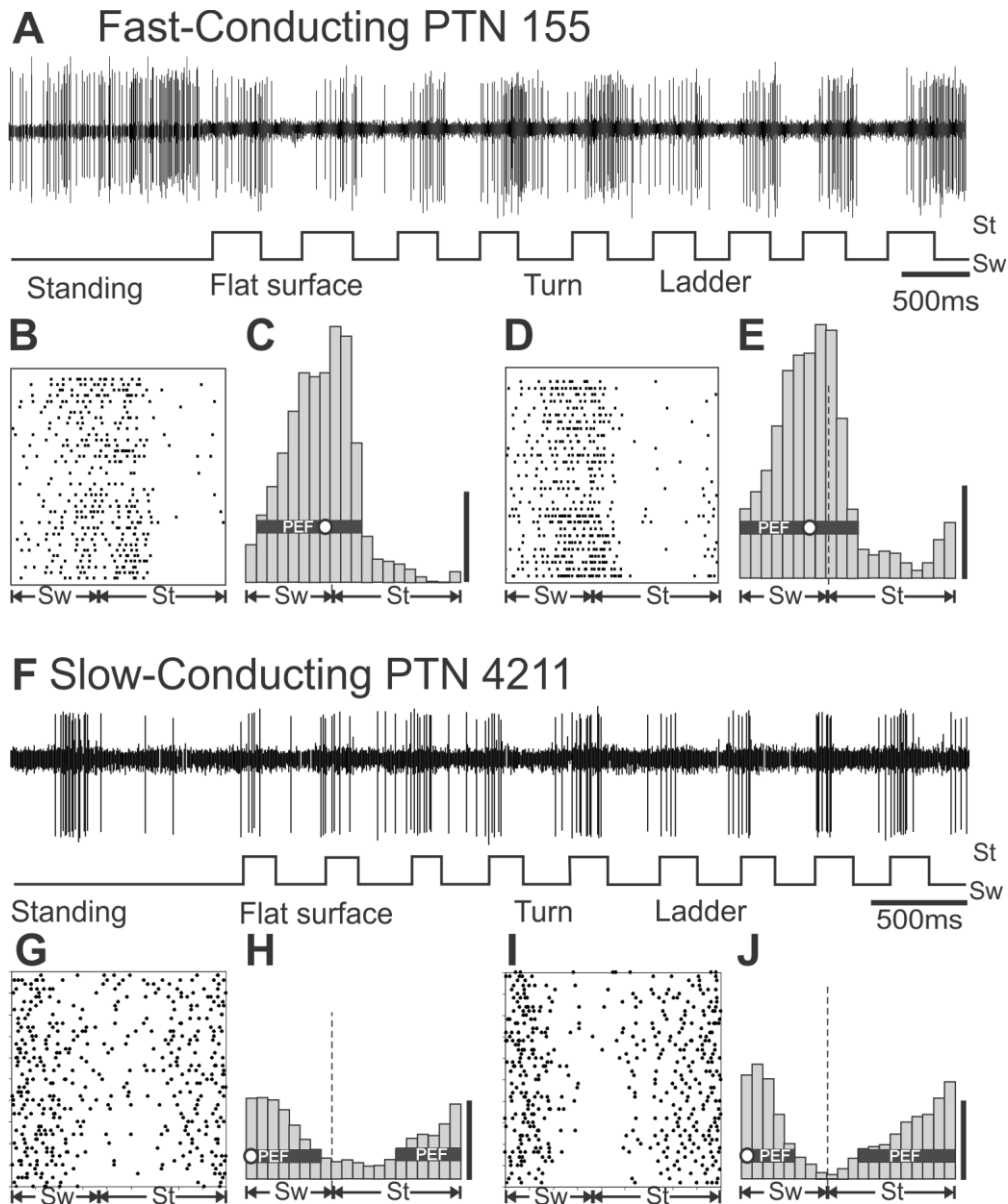 A Fast-Conducting PTN 155
St
Sw
Standing Flat surface Turn Ladder
500ms
B C D E
PEF PEF
Sw St Sw St Sw St Sw St
F Slow-Conducting PTN 4211
St
Sw
Standing Flat surface Turn Ladder
500ms
G H I J
PEF PEF PEF PEF
Sw St Sw St Sw St Sw St